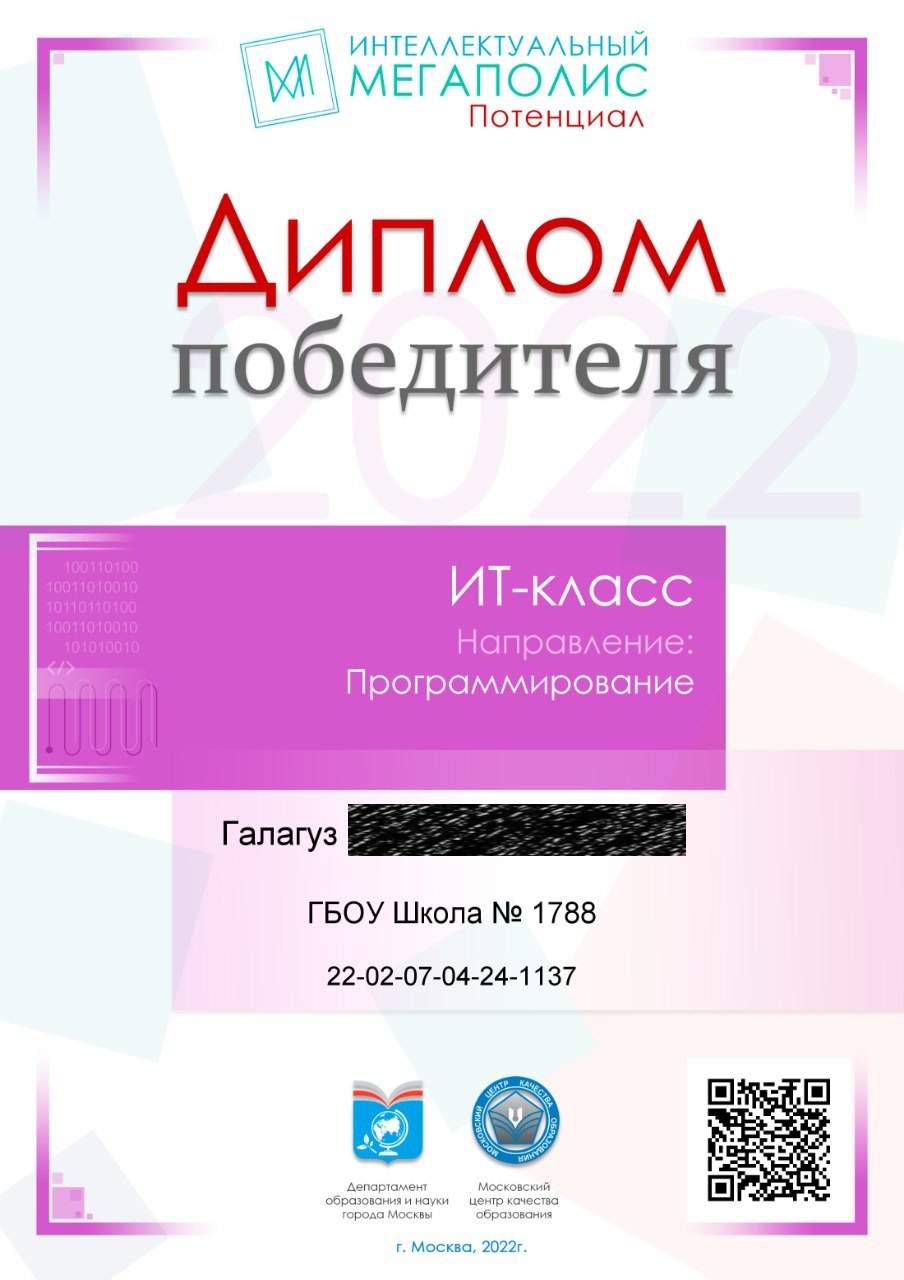 ИНТЕЛЛЕКТУАЛЬНЫЙ
МЕГАПОЛИС
Потенциал
Диплом
победителя
2022
100110100
10011010010
10110110100
10011010010
101010010
</>
ИТ-класс
Направление:
Программирование
Галагуз
ГБОУ Школа № 1788
22-02-07-04-24-1137
МОСКОВСКИЙ ЦЕНТР КАЧЕСТВА ОБРАЗОВАНИЯ
Департамент
образования и науки
города Москвы
Московский
центр качества
образования
г. Москва, 2022г.